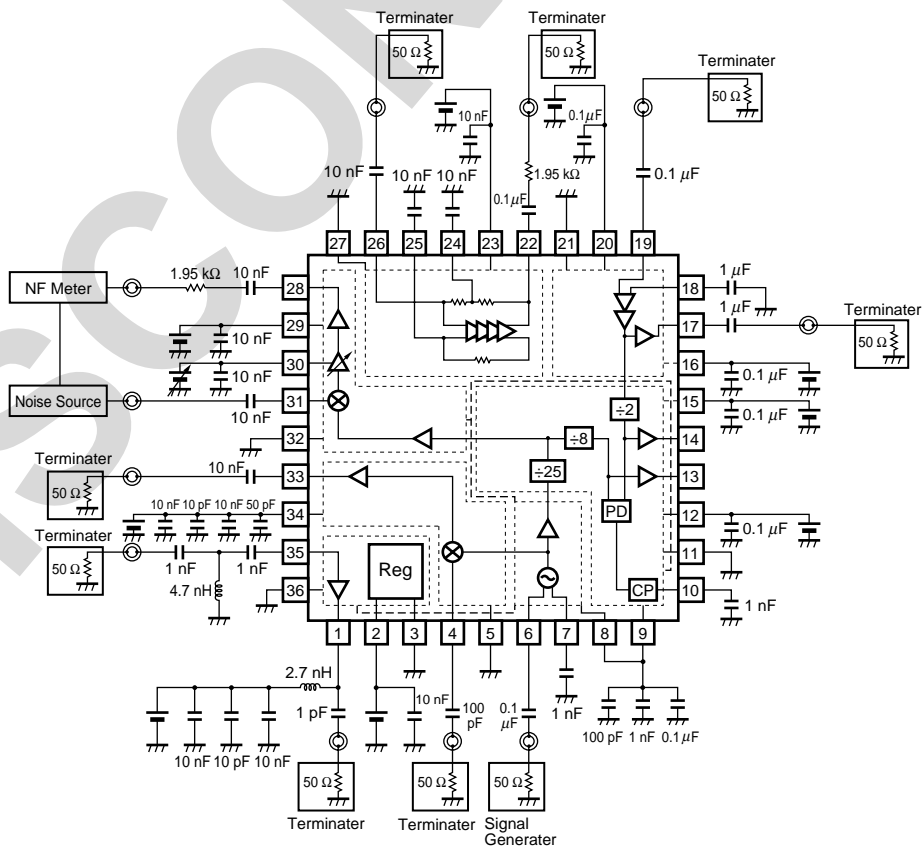 Terminater
50 Ω
Terminater
50 Ω
Terminater
50 Ω
10 nF
10 nF
10 nF
10 nF
0.1 μF
1.95 kΩ
0.1 μF
0.1 μF
27
26
25
24
23
22
21
20
19
NF Meter
1.95 kΩ
10 nF
28
29
10 nF
30
10 nF
Noise Source
31
10 nF
32
Terminater
50 Ω
10 nF
33
34
10 nF
10 pF
10 nF
50 pF
Terminater
50 Ω
1 nF
1 nF
4.7 nH
35
36
18
1 μF
17
1 μF
Terminater
50 Ω
16
0.1 μF
15
0.1 μF
14
13
12
0.1 μF
11
10
1 nF
÷2
÷8
÷25
PD
CP
Reg
1
2
3
4
5
6
7
8
9
2.7 nH
1 pF
10 nF
10 pF
10 nF
10 nF
100 pF
0.1 μF
1 nF
100 pF
1 nF
0.1 μF
50 Ω
Terminater
50 Ω
Terminater
50 Ω
Signal Generater